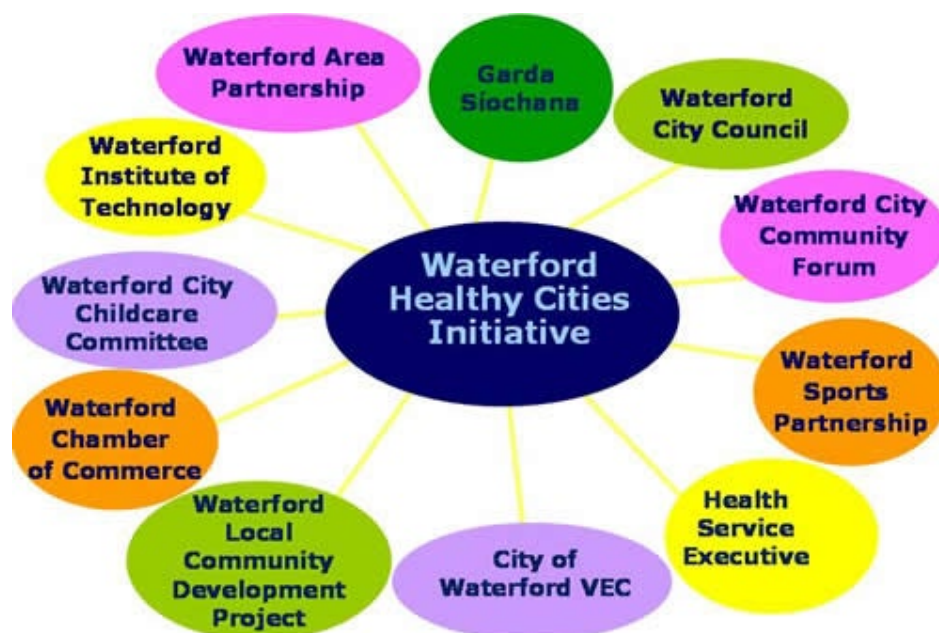 Waterford Area
Partnership
Garda
Siochana
Waterford
City Council
Waterford
Institute of
Technology
Waterford City
Community
Forum
Waterford
Healthy Cities
Initiative
Waterford City
Childcare
Committee
Waterford
Sports
Partnership
Waterford
Chamber
of Commerce
Health
Service
Executive
Waterford
Local
Community
Development
Project
City of
Waterford VEC